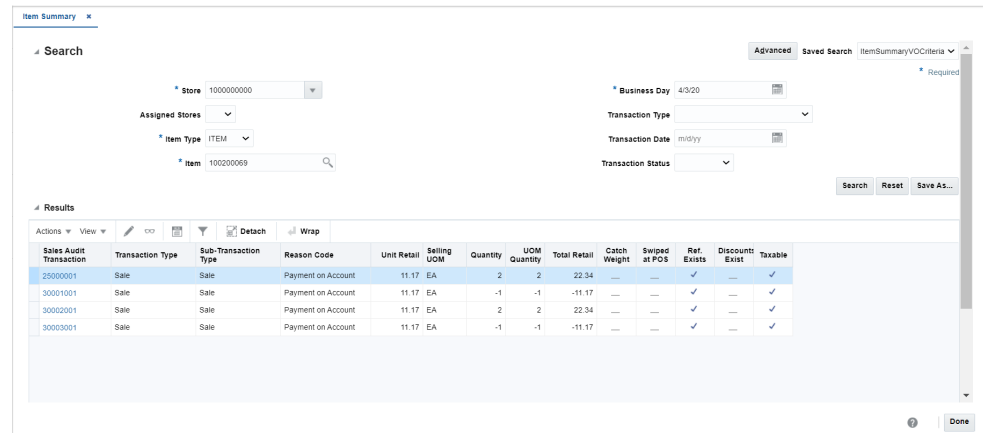 Item Summary ×
Search
Advanced Saved Search ItemSummaryVOCriteria
* Required
* Store 1000000000
* Business Day 4/3/20
Assigned Stores
Transaction Type
* Item Type ITEM
Transaction Date m/d/yy
* Item 100200069
Transaction Status
Search Reset Save As...
Results
Actions View Detach Wrap
Sales Audit Transaction Transaction Type Sub-Transaction Type Reason Code Unit Retail Selling UOM Quantity UOM Quantity Total Retail Catch Weight Swiped at POS Ref. Exists Discounts Exist Taxable
25000001 Sale Sale Payment on Account 11.17 EA 2 2 22.34
30001001 Sale Sale Payment on Account 11.17 EA -1 -1 -11.17
30002001 Sale Sale Payment on Account 11.17 EA 2 2 22.34
30003001 Sale Sale Payment on Account 11.17 EA -1 -1 -11.17
? Done